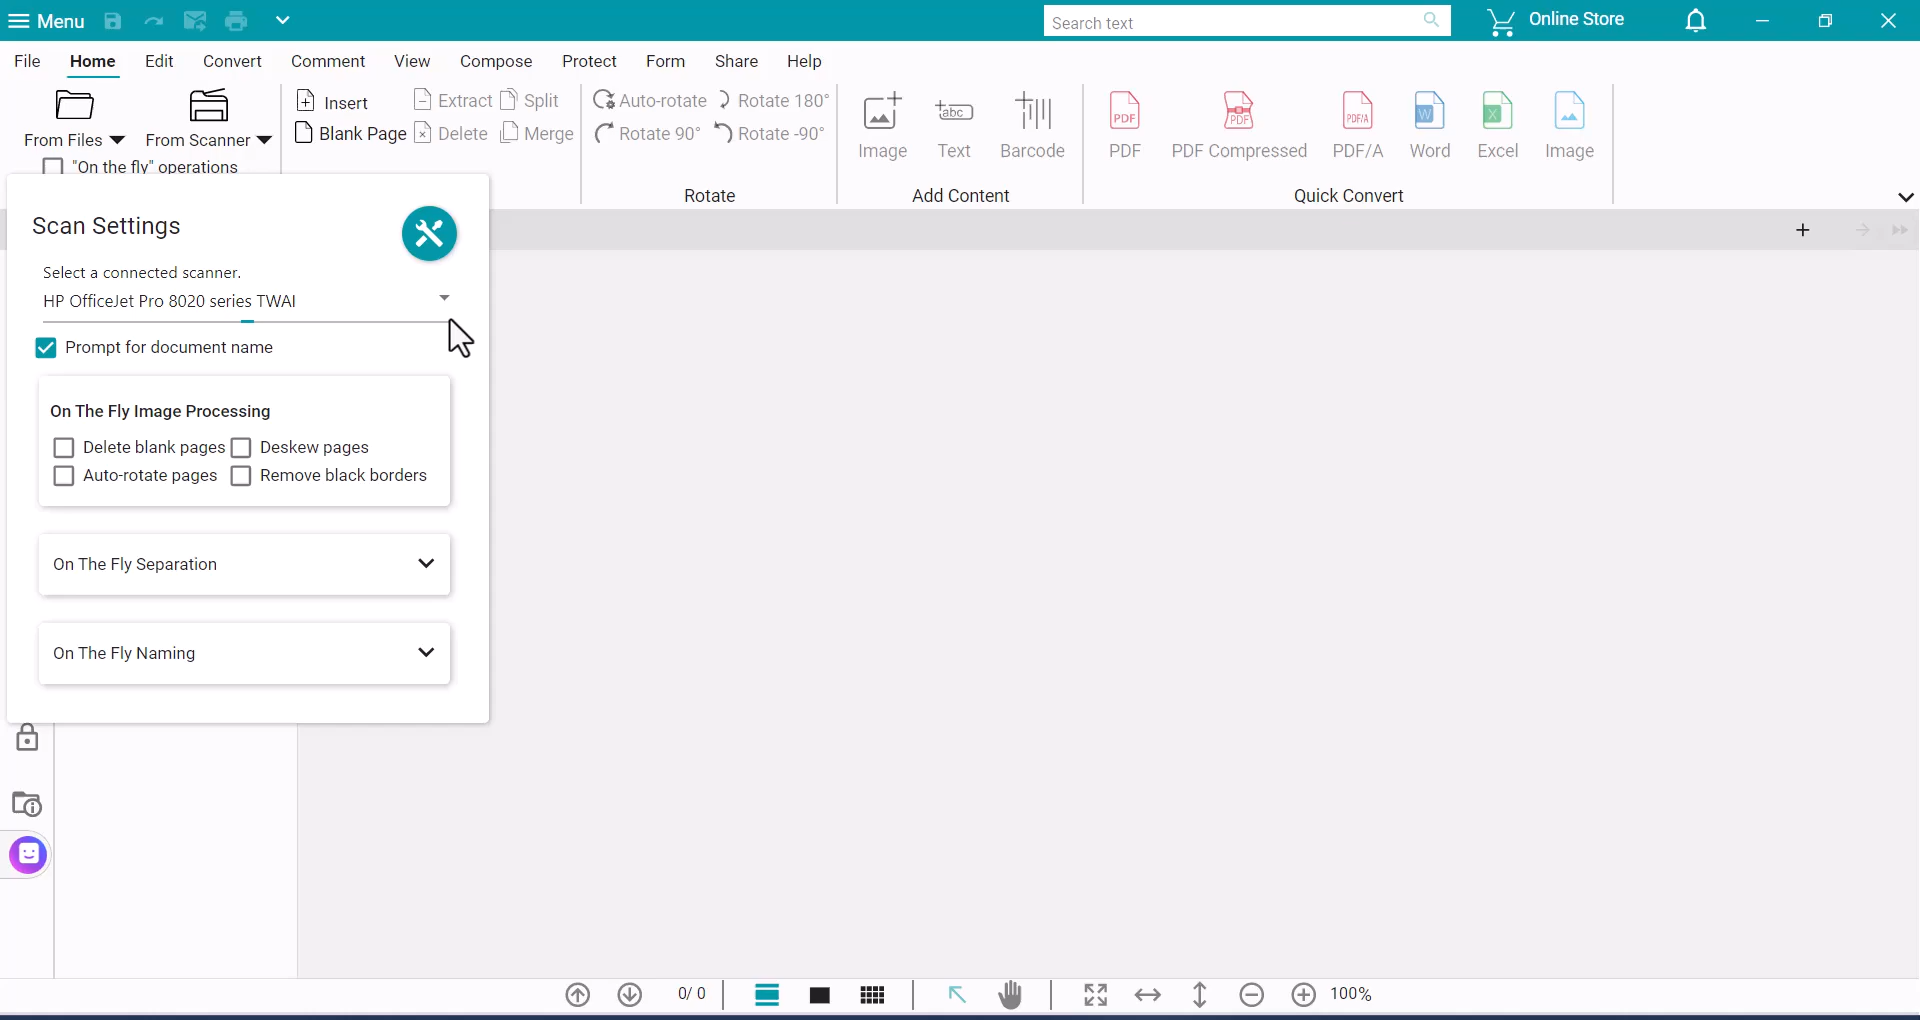 Menu
Search text
Online Store
File Home Edit Convert Comment View Compose Protect Form Share Help
From Files From Scanner
"On the fly" operations
Insert Extract Split
Blank Page Delete Merge
Auto-rotate Rotate 180°
Rotate 90° Rotate -90°
Rotate
abc
Image Text Barcode
Add Content
PDF PDF PDF/A W X
PDF PDF Compressed PDF/A Word Excel Image
Quick Convert
Scan Settings
Select a connected scanner.
HP OfficeJet Pro 8020 series TWAI
Prompt for document name
On The Fly Image Processing
Delete blank pages Deskew pages
Auto-rotate pages Remove black borders
On The Fly Separation
On The Fly Naming
0/ 0
100%